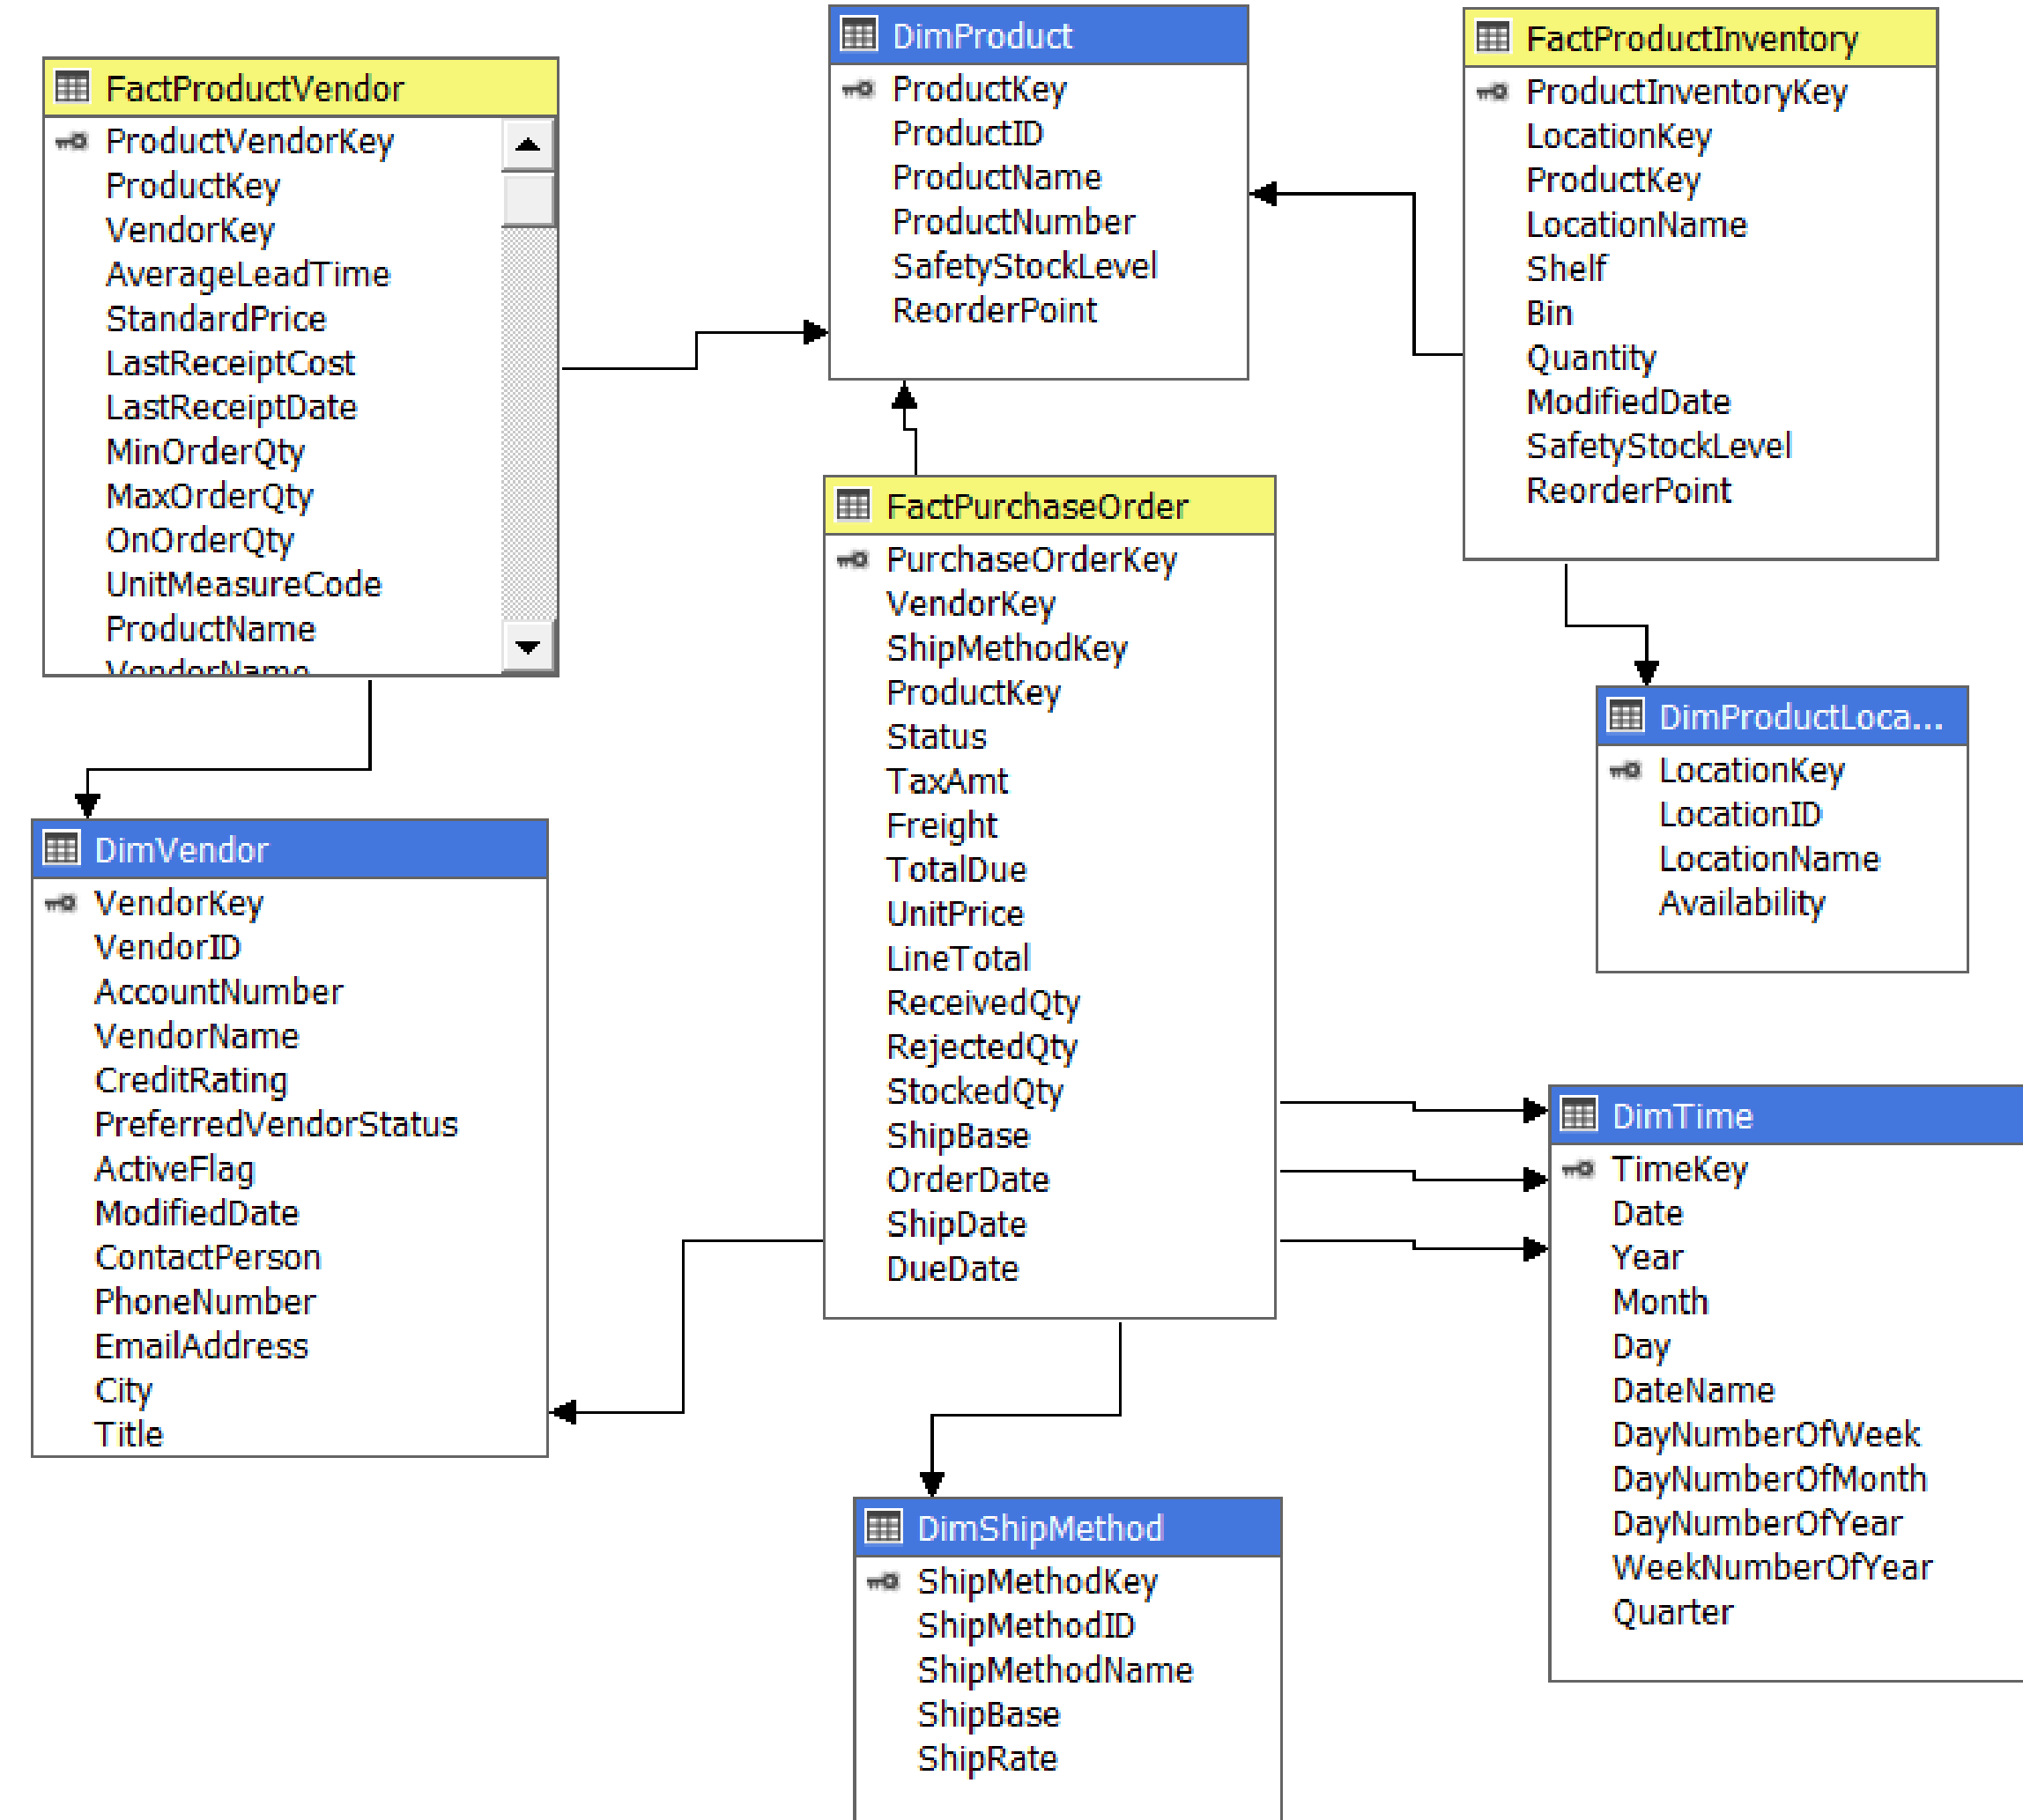 FactProductVendor
ProductVendorKey
ProductKey
VendorKey
AverageLeadTime
StandardPrice
LastReceiptCost
LastReceiptDate
MinOrderQty
MaxOrderQty
OnOrderQty
UnitMeasureCode
ProductName
VendorName
DimProduct
ProductKey
ProductID
ProductName
ProductNumber
SafetyStockLevel
ReorderPoint
FactProductInventory
ProductInventoryKey
LocationKey
ProductKey
LocationName
Shelf
Bin
Quantity
ModifiedDate
SafetyStockLevel
ReorderPoint
FactPurchaseOrder
PurchaseOrderKey
VendorKey
ShipMethodKey
ProductKey
Status
TaxAmt
Freight
TotalDue
UnitPrice
LineTotal
ReceivedQty
RejectedQty
StockedQty
ShipBase
OrderDate
ShipDate
DueDate
DimProductLoca...
LocationKey
LocationID
LocationName
Availability
DimVendor
VendorKey
VendorID
AccountNumber
VendorName
CreditRating
PreferredVendorStatus
ActiveFlag
ModifiedDate
ContactPerson
PhoneNumber
EmailAddress
City
Title
DimTime
TimeKey
Date
Year
Month
Day
DateName
DayNumberOfWeek
DayNumberOfMonth
DayNumberOfYear
WeekNumberOfYear
Quarter
DimShipMethod
ShipMethodKey
ShipMethodID
ShipMethodName
ShipBase
ShipRate